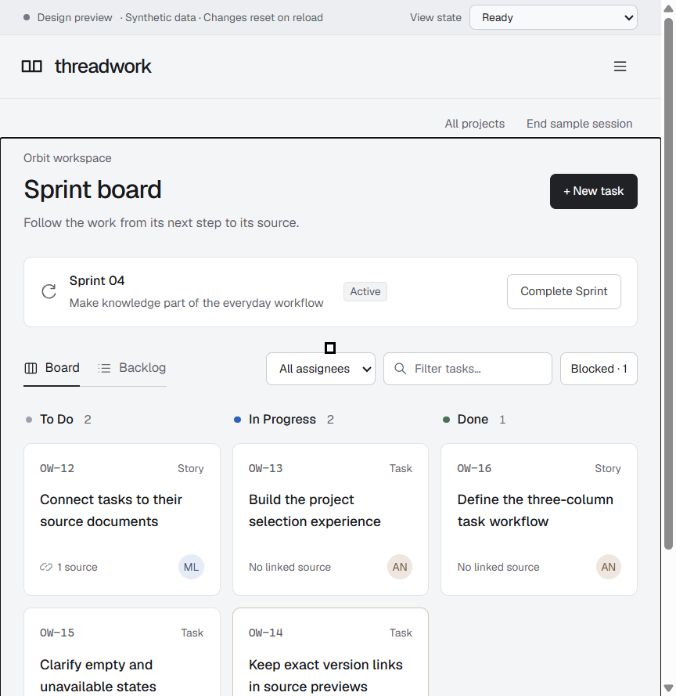 Design preview · Synthetic data · Changes reset on reload
View state Ready
threadwork
All projects End sample session
Orbit workspace
Sprint board
+ New task
Follow the work from its next step to its source.
Sprint 04
Make knowledge part of the everyday workflow
Active
Complete Sprint
Board Backlog All assignees Filter tasks… Blocked · 1
To Do 2
In Progress 2
Done 1
OW-12 Story
Connect tasks to their
source documents
1 source ML
OW-13 Task
Build the project
selection experience
No linked source AN
OW-16 Story
Define the three-column
task workflow
No linked source AN
OW-15 Task
Clarify empty and
unavailable states
OW-14 Task
Keep exact version links
in source previews